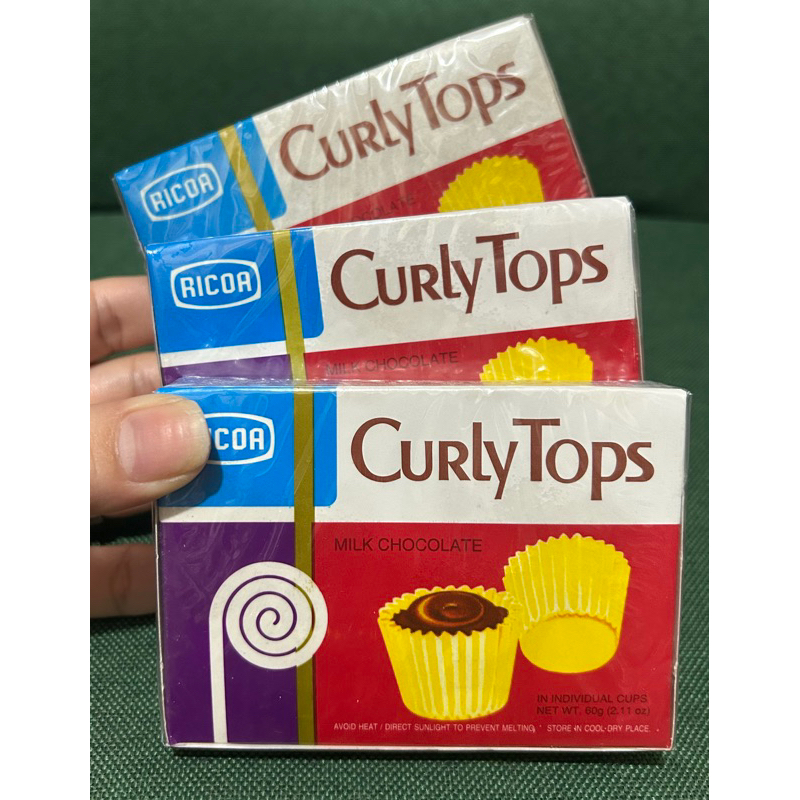 RICOA
Curly Tops
RICOA
Curly Tops
MILK CHOCOLATE
COA
Curly Tops
MILK CHOCOLATE
IN INDIVIDUAL CUPS
NET WT. 60g (2.11 oz)
AVOID HEAT / DIRECT SUNLIGHT TO PREVENT MELTING STORE IN COOL-DRY PLACE